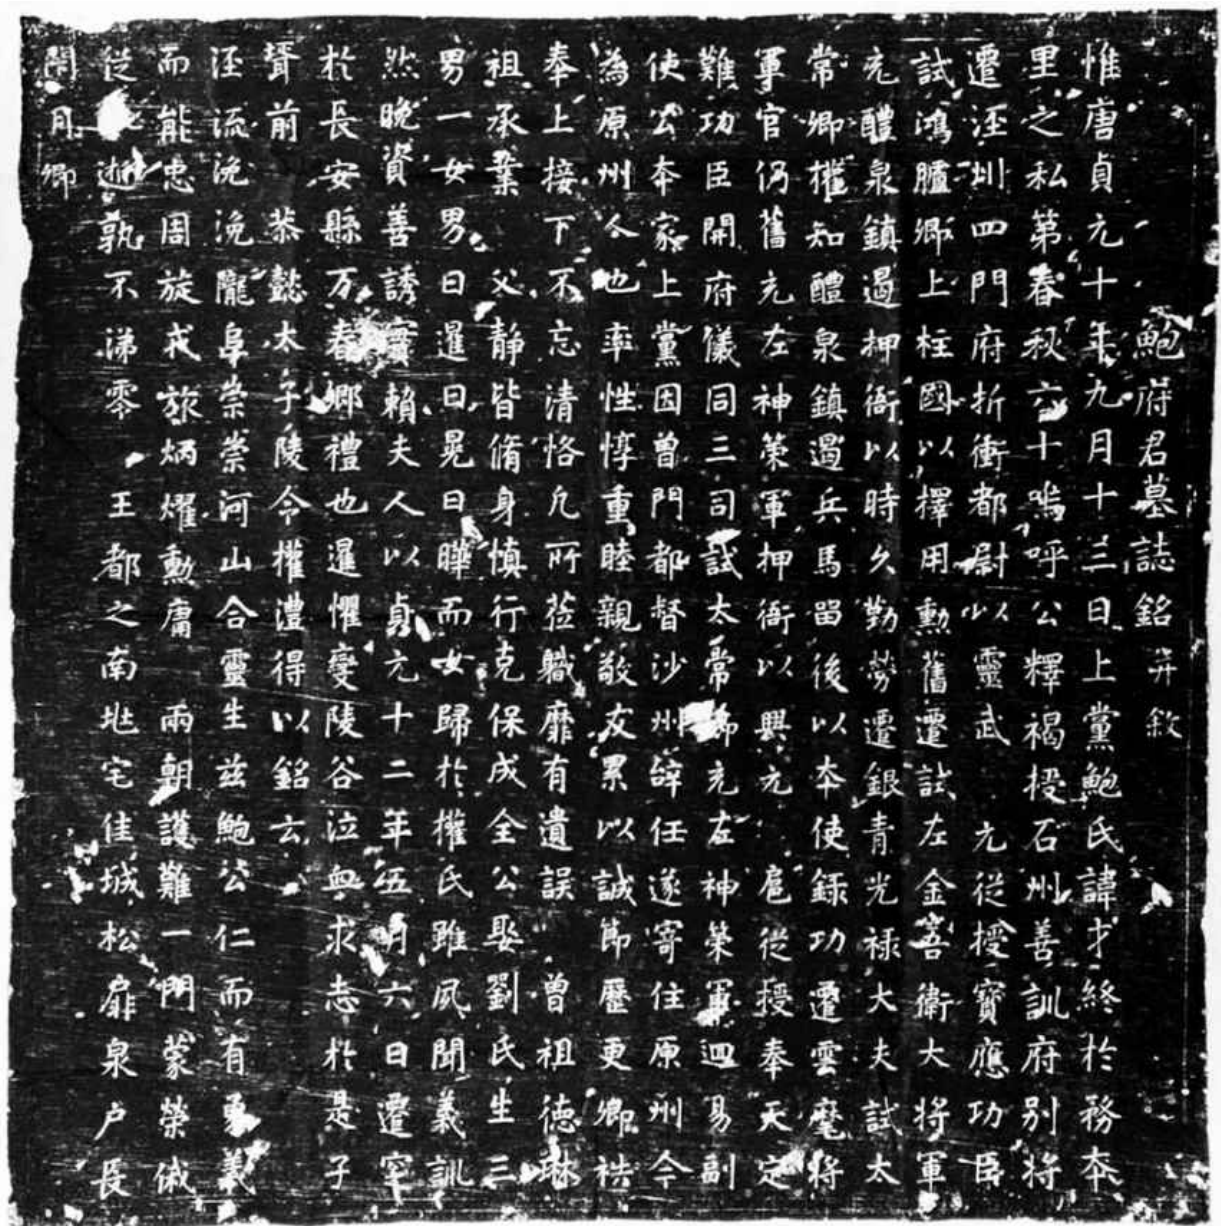 鮑府君墓誌銘并敘
惟唐貞元十年九月十三日上黨鮑氏諱才終於務本
里之私第春秋六十嗚呼公釋褐授石州善訓府別將
遷涇州四門府折衝都尉以靈武元從授寶應功臣
試鴻臚卿上柱國以擇用勳舊遷試左金吾衛大將軍
充醴泉鎮遏押衙以時久勤勞遷銀青光祿大夫試太
常卿權知醴泉鎮遏兵馬留後以本使錄功遷雲麾將
軍官仍舊充左神策軍押衙以興元扈從授奉天定
難功臣開府儀同三司試太常卿充左神策軍迴易副
使公本家上黨因曾門都督沙州辭任遂寄住原州今
為原州人也率性惇重睦親敬友累以誠節歷更卿祑
奉上接下不忘清恪凡所莅職靡有遺誤曾祖德琳
祖承業父靜皆脩身慎行克保成全公娶劉氏生三
男一女男曰暹曰晃曰曄而女歸於權氏雖夙聞義訓
然晚資善誘實賴夫人以貞元十二年五月六日遷窆
於長安縣万春鄉禮也暹懼變陵谷泣血求志於是子
聲前恭懿太子陵令權澧得以銘云
涇流浼浼隴阜崇崇河山合靈生茲鮑公仁而有勇義
而能忠周旋戎旅炳燿勳庸兩朝護難一門蒙榮俄
從逝孰不涕零王都之南地宅佳城松扉泉戶長
閉月卿